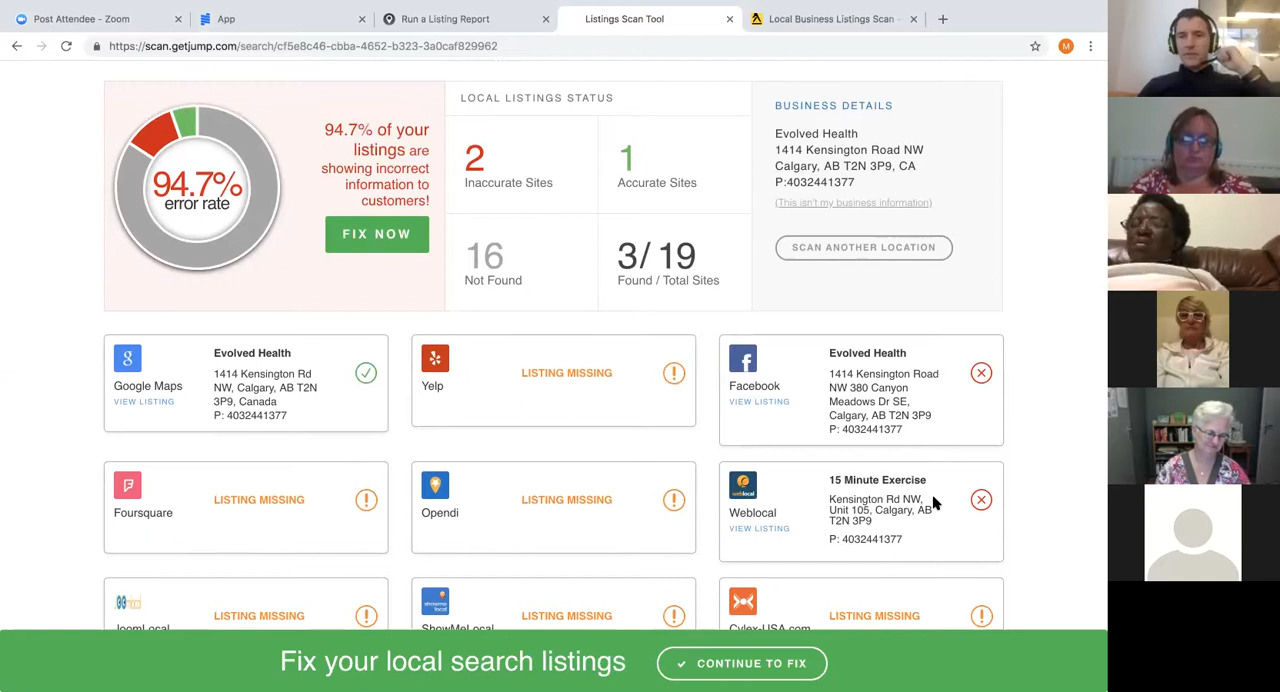 Post Attendee - Zoom
App
Run a Listing Report
Listings Scan Tool
Local Business Listings Scan -
https://scan.getjump.com/search/cf5e8c46-cbba-4652-b323-3a0caf829962
M
94.7%
error rate
94.7% of your
listings are
showing incorrect
information to
customers!
FIX NOW
LOCAL LISTINGS STATUS
2
Inaccurate Sites
1
Accurate Sites
16
Not Found
3/ 19
Found / Total Sites
BUSINESS DETAILS
Evolved Health
1414 Kensington Road NW
Calgary, AB T2N 3P9, CA
P:4032441377
(This isn't my business information)
SCAN ANOTHER LOCATION
Google Maps
VIEW LISTING
Evolved Health
1414 Kensington Rd
NW, Calgary, AB T2N
3P9, Canada
P: 4032441377
Yelp
LISTING MISSING
Facebook
VIEW LISTING
Evolved Health
1414 Kensington Road
NW 380 Canyon
Meadows Dr SE,
Calgary, AB T2N 3P9
P: 4032441377
Foursquare
LISTING MISSING
Opendi
LISTING MISSING
weblocal
Weblocal
VIEW LISTING
15 Minute Exercise
Kensington Rd NW,
Unit 105, Calgary, AB
T2N 3P9
P: 4032441377
JoomLocal
LISTING MISSING
ShowMeLocal
LISTING MISSING
Cylex-USA.com
LISTING MISSING
Fix your local search listings
CONTINUE TO FIX